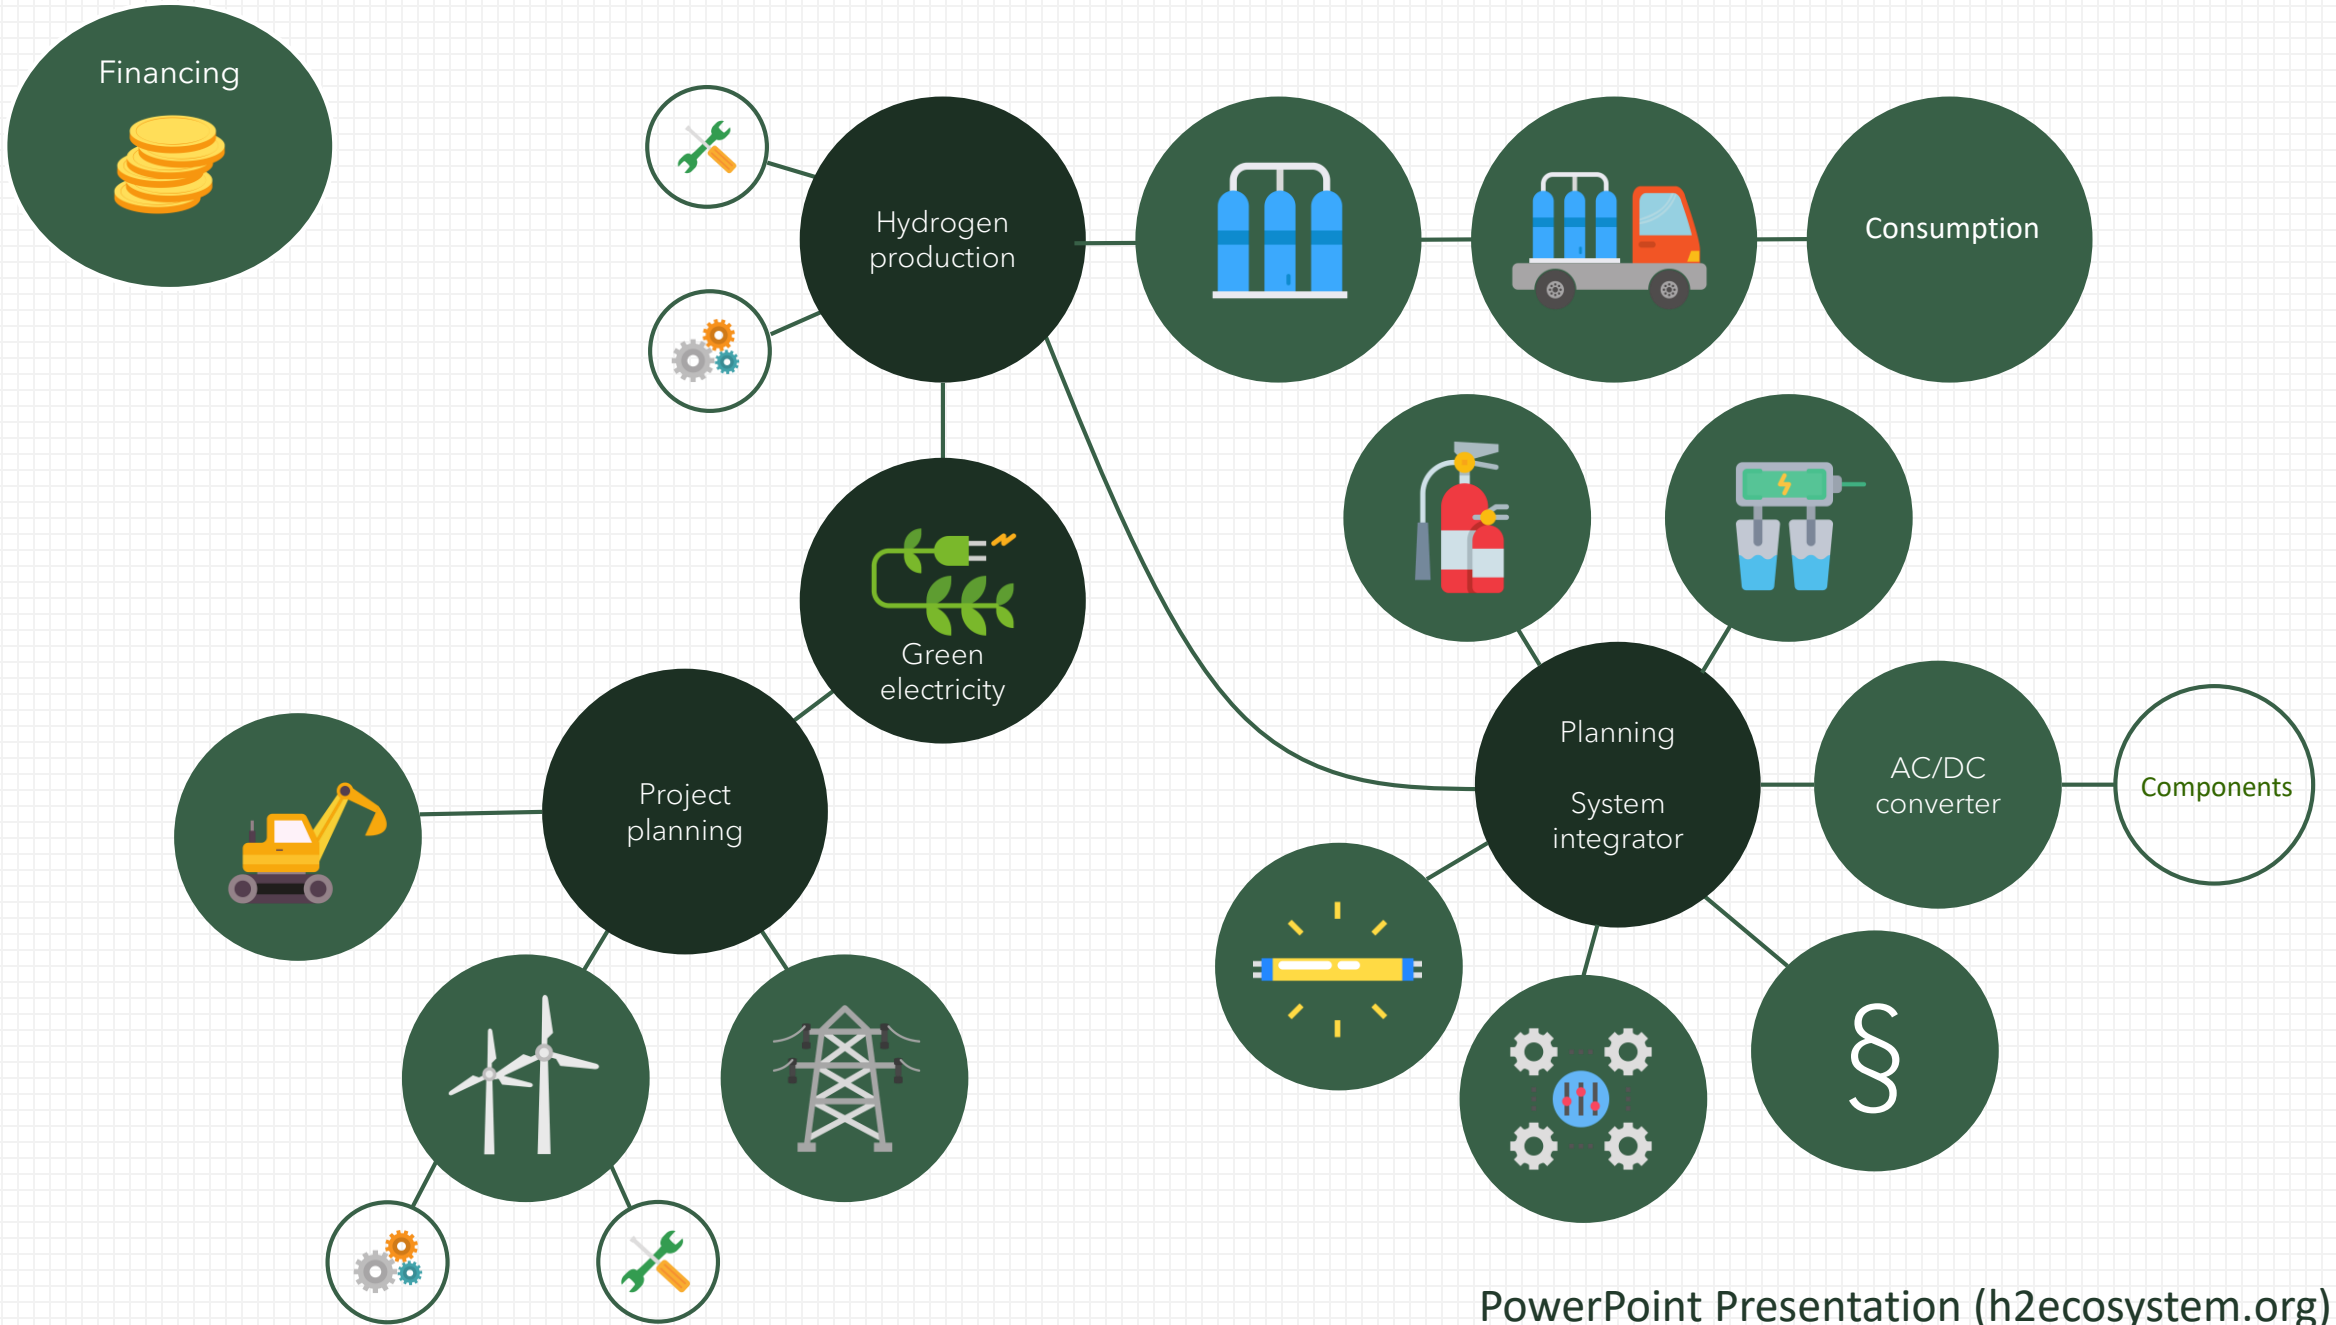 Financing
Hydrogen
production
Consumption
Green
electricity
Project
planning
Planning
System
integrator
AC/DC
converter
Components
§
PowerPoint Presentation (h2ecosystem.org)